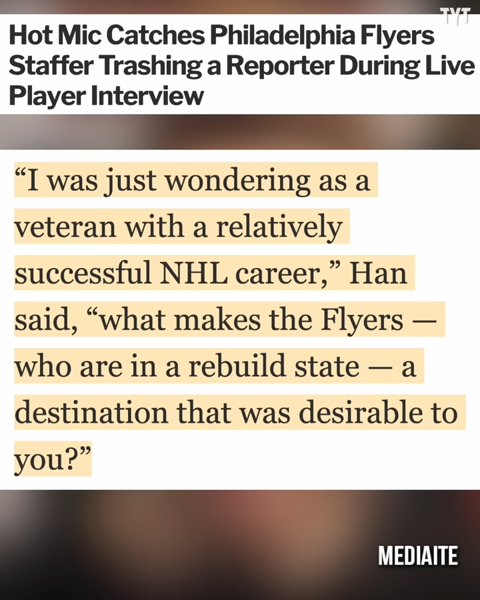 TYT
Hot Mic Catches Philadelphia Flyers
Staffer Trashing a Reporter During Live
Player Interview
“I was just wondering as a
veteran with a relatively
successful NHL career,” Han
said, “what makes the Flyers —
who are in a rebuild state — a
destination that was desirable to
you?”
MEDIAITE